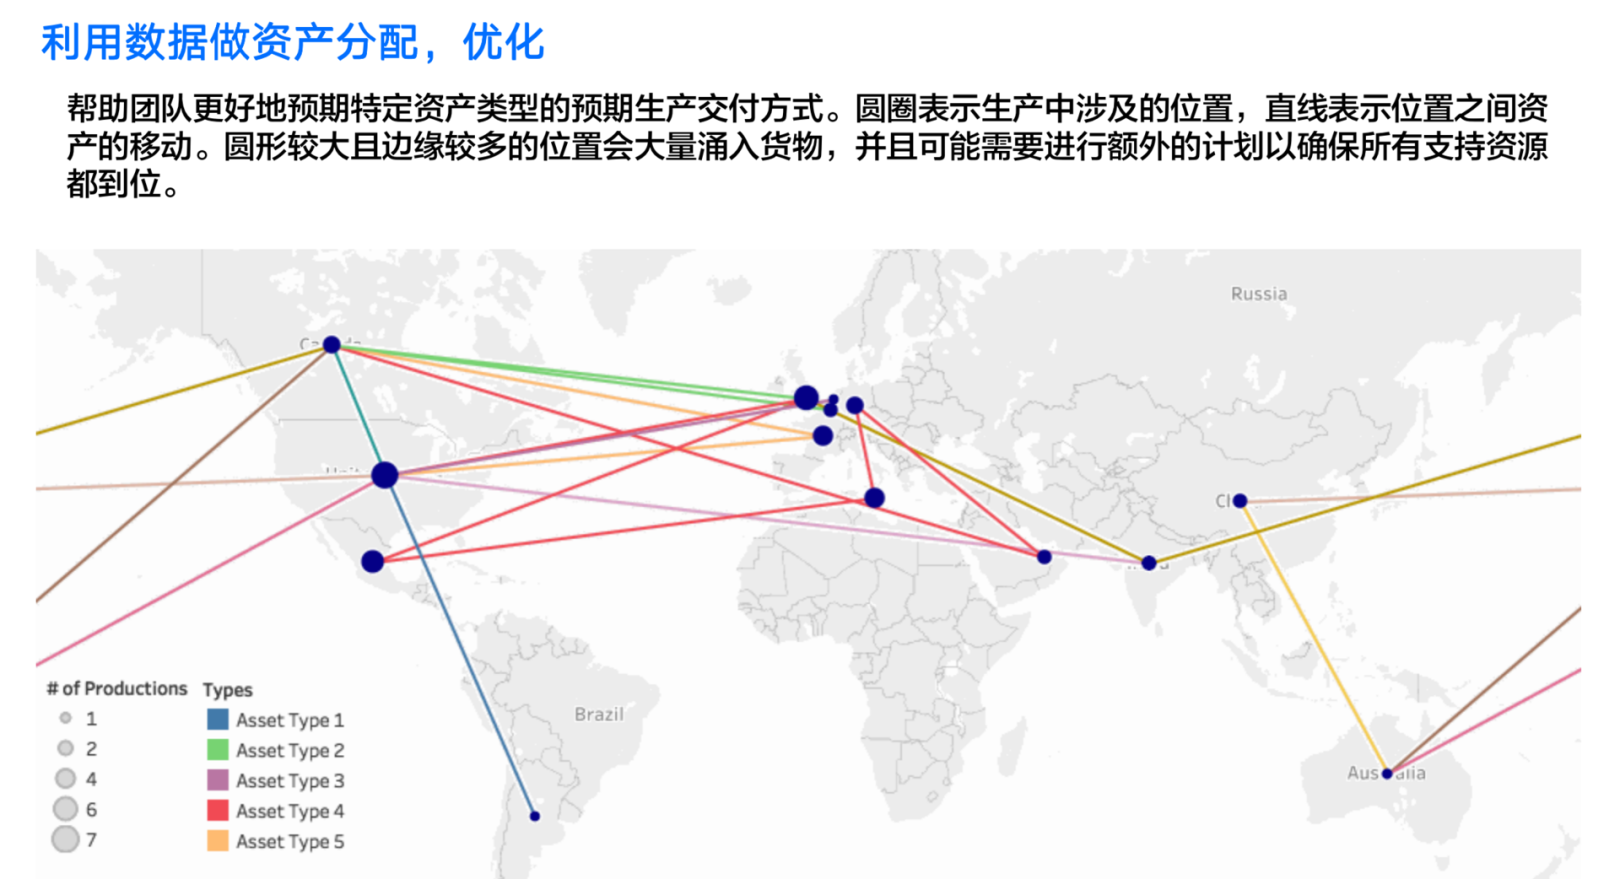 利用数据做资产分配，优化
帮助团队更好地预期特定资产类型的预期生产交付方式。圆圈表示生产中涉及的位置，直线表示位置之间资
产的移动。圆形较大且边缘较多的位置会大量涌入货物，并且可能需要进行额外的计划以确保所有支持资源
都到位。
Russia
Brazil
# of Productions
1
2
4
6
7
Types
Asset Type 1
Asset Type 2
Asset Type 3
Asset Type 4
Asset Type 5